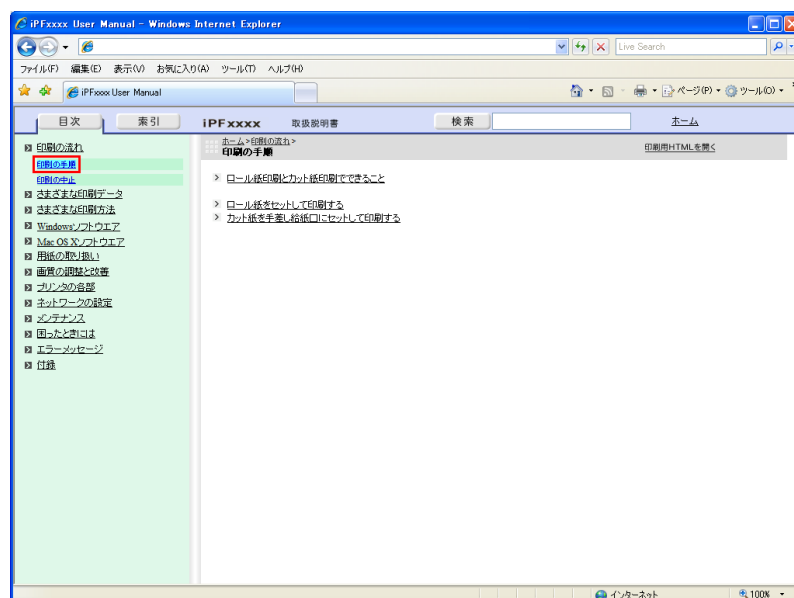 iPFxxxx User Manual - Windows Internet Explorer
Live Search
ファイル(F) 編集(E) 表示(V) お気に入り(A) ツール(T) ヘルプ(H)
iPFxxxx User Manual ページ(P) ツール(O)
目次 索引 iPFxxxx 取扱説明書 検索 ホーム
ホーム>印刷の流れ>
印刷の手順
印刷用HTMLを開く
印刷の流れ
印刷の手順
印刷の中止
さまざまな印刷データ
さまざまな印刷方法
Windowsソフトウエア
Mac OS Xソフトウエア
用紙の取り扱い
画質の調整と改善
プリンタの各部
ネットワークの設定
メンテナンス
困ったときには
エラーメッセージ
付録
ロール紙印刷とカット紙印刷でできること
ロール紙をセットして印刷する
カット紙を手差し給紙口にセットして印刷する
インターネット 100%